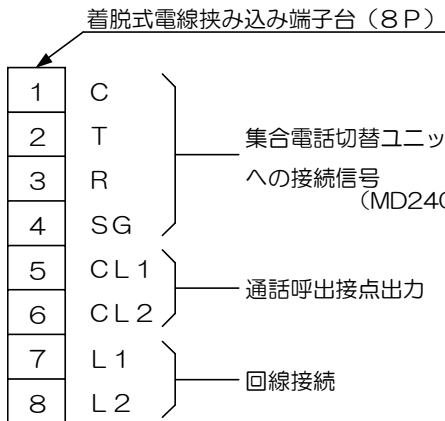 着脱式電線挟み込み端子台（８Ｐ）
1 C
2 T
3 R
4 SG
集合電話切替ユニッ
への接続信号
（MD240
5 CL1
6 CL2
通話呼出接点出力
7 L1
8 L2
回線接続